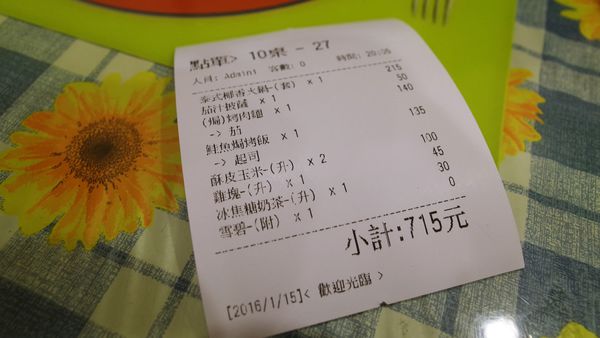 點單> 10桌 - 27
人員: Admin1 客數: 0 時間: 20:05
泰式椰香火鍋-(套) x 1 215
茄汁披薩 x 1 50
(焗)烤肉麵 x 1 140
-> 茄
鮭魚焗烤飯 x 1 135
-> 起司
酥皮玉米-(升) x 2 100
雞塊-(升) x 1 45
冰焦糖奶茶-(升) x 1 30
雪碧-(附) x 1 0
小計:715元
[2016/1/15]< 歡迎光臨 >